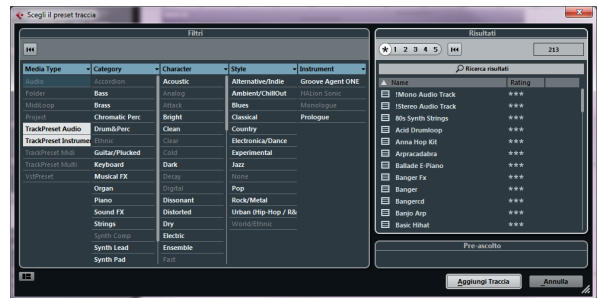 Scegli il preset traccia
Filtri
Media Type Category Character Style Instrument
Audio Accordion Acoustic Alternative/Indie Groove Agent ONE
Folder Bass Analog Ambient/ChillOut HALion Sonic
MidiLoop Brass Attack Blues Monologue
Project Chromatic Perc Bright Classical Prologue
TrackPreset Audio Drum&Perc Clean Country
TrackPreset Instrume Ethnic Clear Electronica/Dance
TrackPreset Midi Guitar/Plucked Cold Experimental
TrackPreset Multi Keyboard Dark Jazz
VstPreset Musical FX Decay None
Organ Digital Pop
Piano Dissonant Rock/Metal
Sound FX Distorted Urban (Hip-Hop / R&
Strings Dry World/Ethnic
Synth Comp Electric
Synth Lead Ensemble
Synth Pad Fast
Risultati
1 2 3 4 5 213
Ricerca risultati
Name Rating
!Mono Audio Track ***
!Stereo Audio Track ***
80s Synth Strings ***
Acid Drumloop ***
Anna Hop Kit ***
Arpracadabra ***
Ballade E-Piano ***
Banger Fx ***
Banger ***
Bangercd ***
Banjo Arp ***
Basic Hihat ***
Pre-ascolto
Aggiungi Traccia Annulla